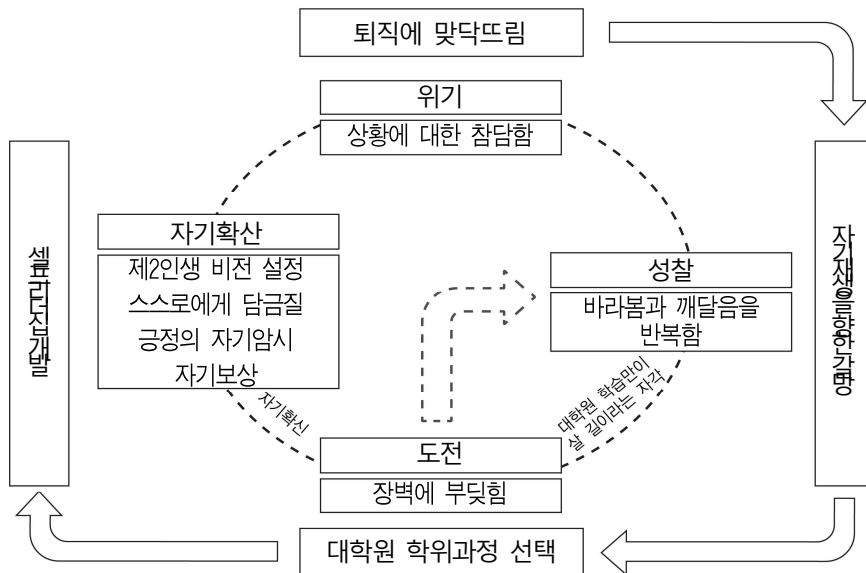 퇴직에 맞닥뜨림
위기
상황에 대한 참담함
셀프리더십개발
자기확산
제2인생 비전 설정
스스로에게 담금질
긍정의 자기암시
자기보상
성찰
바라봄과 깨달음을
반복함
자기재생을향한갈망
자기확신
대학원 학습만이
살 길이라는 자각
도전
장벽에 부딪힘
대학원 학위과정 선택